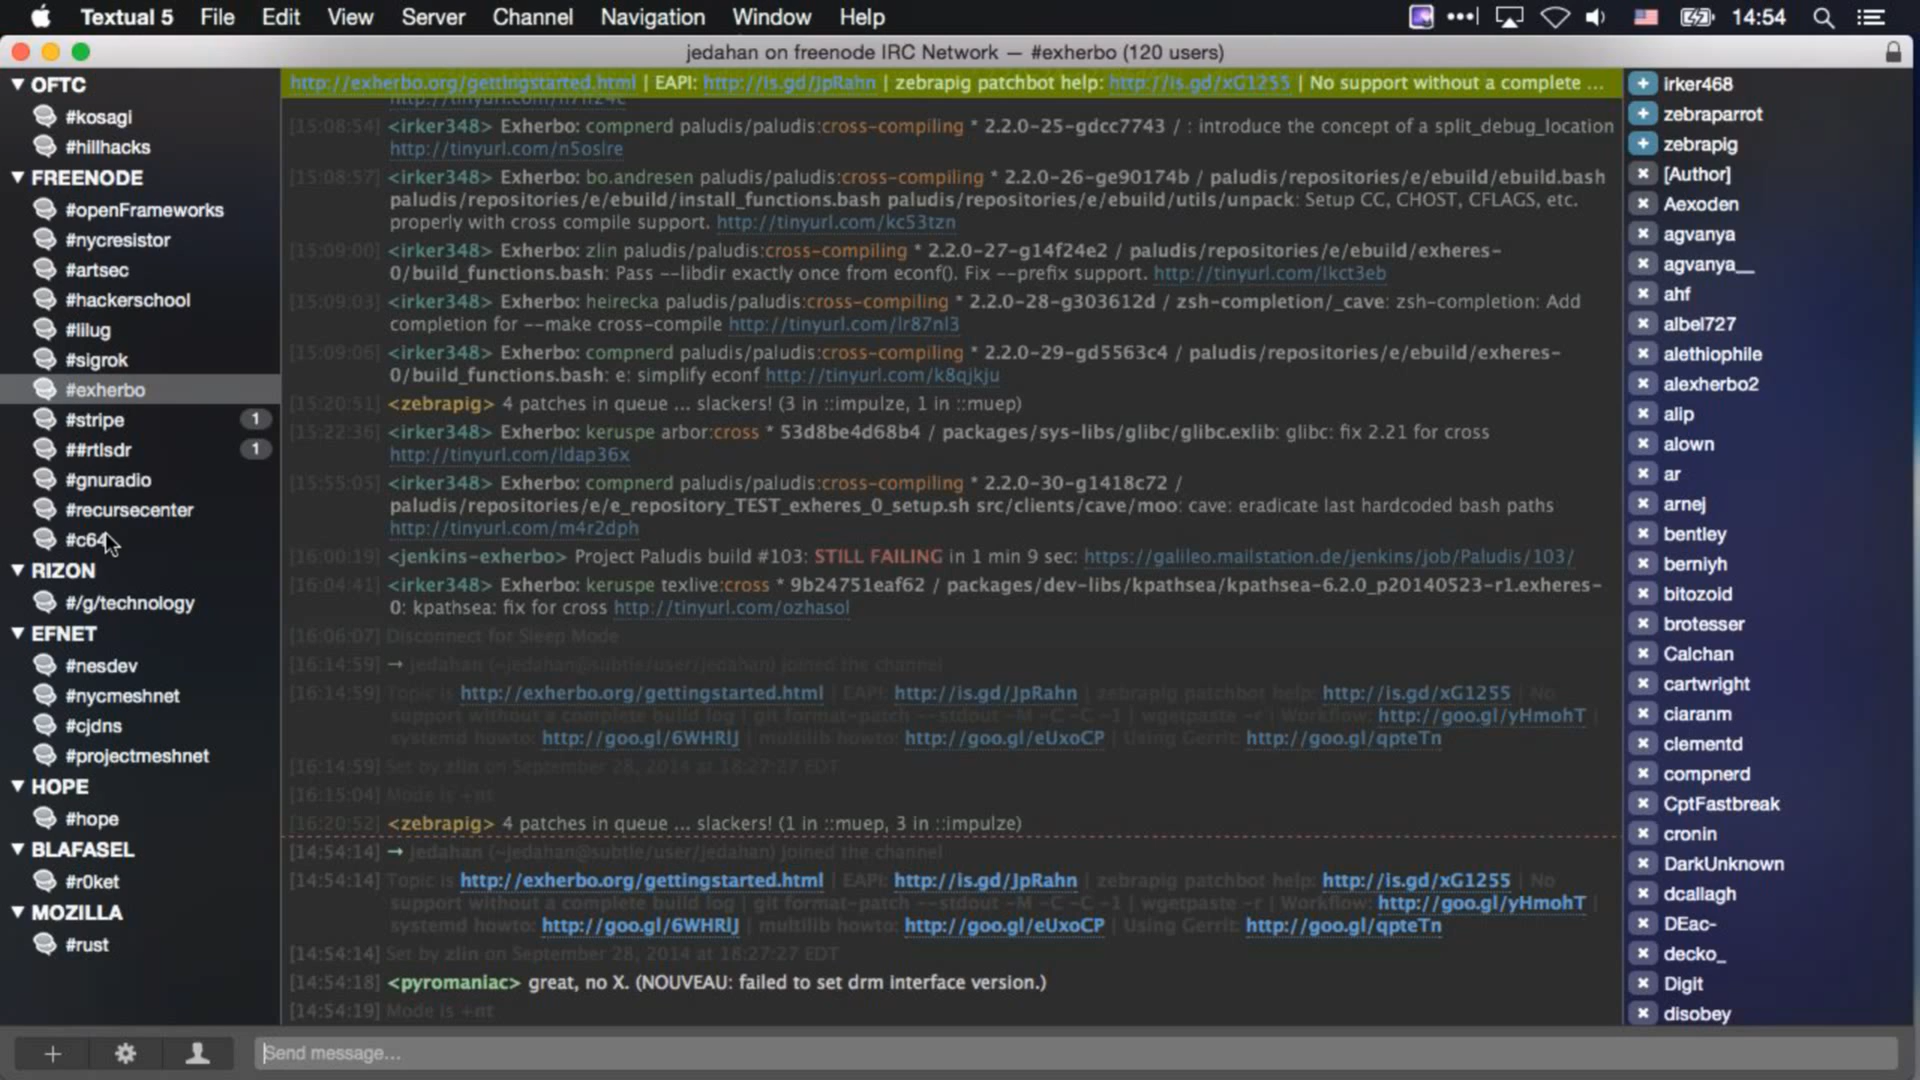 Textual 5 File Edit View Server Channel Navigation Window Help 14:54
jedahan on freenode IRC Network — #exherbo (120 users)
OFTC
#kosagi
#hillhacks
FREENODE
#openFrameworks
#nycresistor
#artsec
#hackerschool
#lilug
#sigrok
#exherbo
#stripe 1
##rtlsdr 1
#gnuradio
#recursecenter
#c64
RIZON
#/g/technology
EFNET
#nesdev
#nycmeshnet
#cjdns
#projectmeshnet
HOPE
#hope
BLAFASEL
#r0ket
MOZILLA
#rust
http://exherbo.org/gettingstarted.html | EAPI: http://is.gd/JpRahn | zebrapig patchbot help: http://is.gd/xG1255 | No support without a complete ...
[15:08:54] <irker348> Exherbo: compnerd paludis/paludis:cross-compiling * 2.2.0-25-gdcc7743 / : introduce the concept of a split_debug_location
http://tinyurl.com/n5oslre
[15:08:57] <irker348> Exherbo: bo.andresen paludis/paludis:cross-compiling * 2.2.0-26-ge90174b / paludis/repositories/e/ebuild/ebuild.bash
paludis/repositories/e/ebuild/install_functions.bash paludis/repositories/e/ebuild/utils/unpack: Setup CC, CHOST, CFLAGS, etc.
properly with cross compile support. http://tinyurl.com/kc53tzn
[15:09:00] <irker348> Exherbo: zlin paludis/paludis:cross-compiling * 2.2.0-27-g14f24e2 / paludis/repositories/e/ebuild/exheres-
0/build_functions.bash: Pass --libdir exactly once from econf(). Fix --prefix support. http://tinyurl.com/lkct3eb
[15:09:03] <irker348> Exherbo: heirecka paludis/paludis:cross-compiling * 2.2.0-28-g303612d / zsh-completion/_cave: zsh-completion: Add
completion for --make cross-compile http://tinyurl.com/lr87nl3
[15:09:06] <irker348> Exherbo: compnerd paludis/paludis:cross-compiling * 2.2.0-29-gd5563c4 / paludis/repositories/e/ebuild/exheres-
0/build_functions.bash: e: simplify econf http://tinyurl.com/k8qjkju
[15:20:51] <zebrapig> 4 patches in queue ... slackers! (3 in ::impulze, 1 in ::muep)
[15:22:36] <irker348> Exherbo: keruspe arbor:cross * 53d8be4d68b4 / packages/sys-libs/glibc/glibc.exlib: glibc: fix 2.21 for cross
http://tinyurl.com/ldap36x
[15:55:05] <irker348> Exherbo: compnerd paludis/paludis:cross-compiling * 2.2.0-30-g1418c72 /
paludis/repositories/e/e_repository_TEST_exheres_0_setup.sh src/clients/cave/moo: cave: eradicate last hardcoded bash paths
http://tinyurl.com/m4r2dph
[16:00:19] <jenkins-exherbo> Project Paludis build #103: STILL FAILING in 1 min 9 sec: https://galileo.mailstation.de/jenkins/job/Paludis/103/
[16:04:41] <irker348> Exherbo: keruspe texlive:cross * 9b24751eaf62 / packages/dev-libs/kpathsea/kpathsea-6.2.0_p20140523-r1.exheres-
0: kpathsea: fix for cross http://tinyurl.com/ozhasol
[16:06:07] Disconnect for Sleep Mode
[16:14:59] → jedahan (~jedahan@subtle/user/jedahan) joined the channel
[16:14:59] Topic is http://exherbo.org/gettingstarted.html | EAPI: http://is.gd/JpRahn | zebrapig patchbot help: http://is.gd/xG1255 | No
support without a complete build log | git format-patch --stdout -M -C -C -1 | wgetpaste -r | Workflow: http://goo.gl/yHmohT |
systemd howto: http://goo.gl/6WHRIJ | multilib howto: http://goo.gl/eUxoCP | Using Gerrit: http://goo.gl/qpteTn
[16:14:59] Set by zlin on September 28, 2014 at 18:27:27 EDT
[16:15:04] Mode is +nt
[16:20:52] <zebrapig> 4 patches in queue ... slackers! (1 in ::muep, 3 in ::impulze)
[14:54:14] → jedahan (~jedahan@subtle/user/jedahan) joined the channel
[14:54:14] Topic is http://exherbo.org/gettingstarted.html | EAPI: http://is.gd/JpRahn | zebrapig patchbot help: http://is.gd/xG1255 | No
support without a complete build log | git format-patch --stdout -M -C -C -1 | wgetpaste -r | Workflow: http://goo.gl/yHmohT |
systemd howto: http://goo.gl/6WHRIJ | multilib howto: http://goo.gl/eUxoCP | Using Gerrit: http://goo.gl/qpteTn
[14:54:14] Set by zlin on September 28, 2014 at 18:27:27 EDT
[14:54:18] <pyromaniac> great, no X. (NOUVEAU: failed to set drm interface version.)
[14:54:19] Mode is +nt
Send message...
irker468
zebraparrot
zebrapig
[Author]
Aexoden
agvanya
agvanya__
ahf
albel727
alethiophile
alexherbo2
alip
alown
ar
arnej
bentley
berniyh
bitozoid
brotesser
Calchan
cartwright
ciaranm
clementd
compnerd
CptFastbreak
cronin
DarkUnknown
dcallagh
DEac-
decko_
Digit
disobey